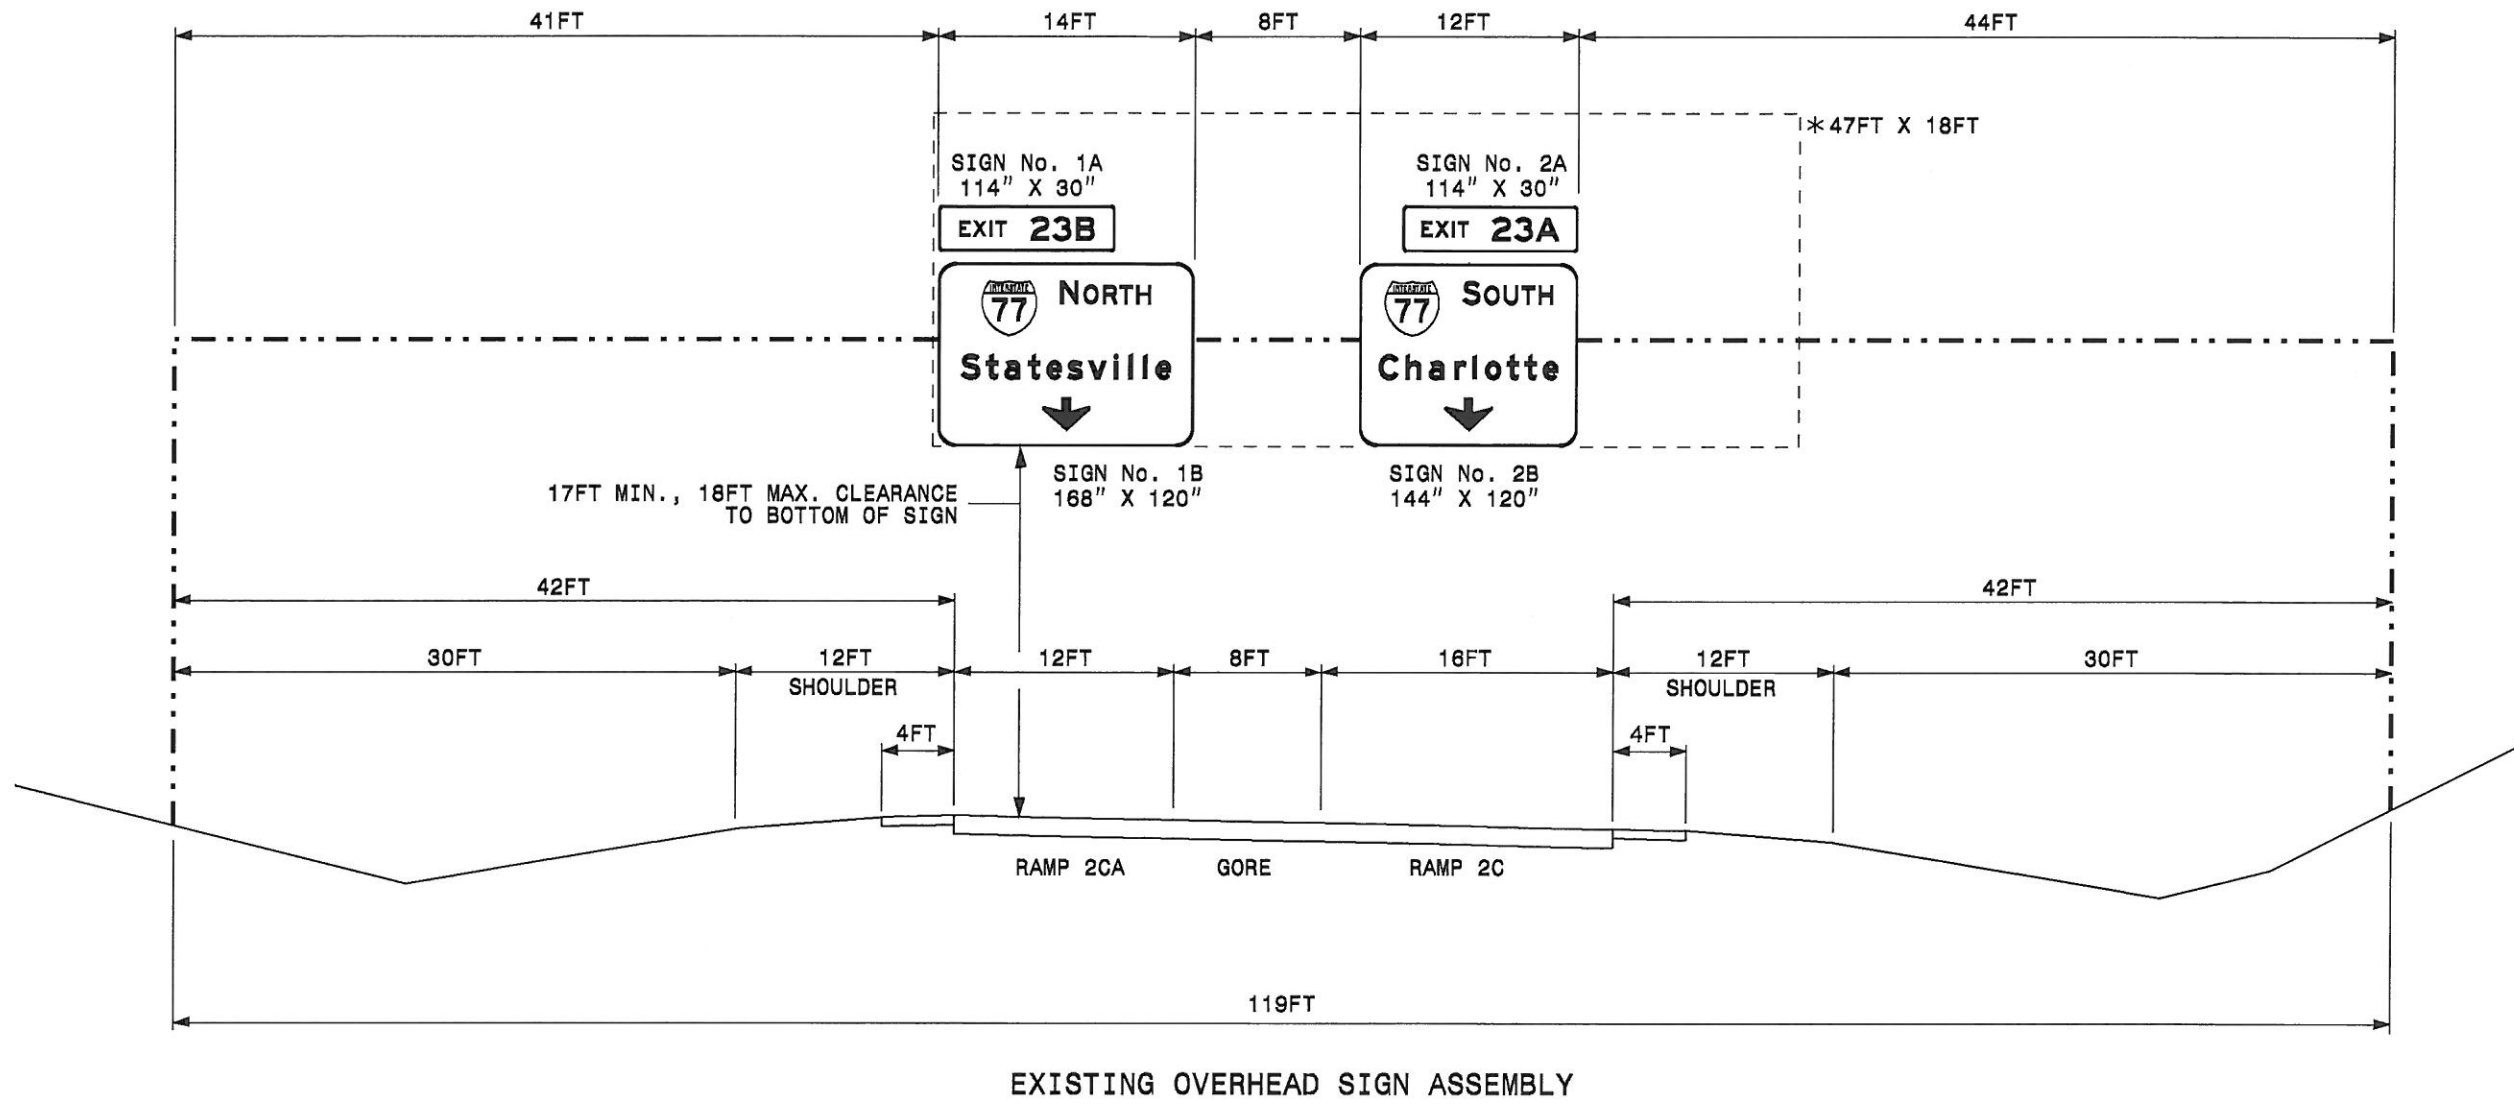 41FT
14FT
8FT
12FT
44FT
*47FT X 18FT
SIGN No. 1A
114" X 30"
SIGN No. 2A
114" X 30"
EXIT 23B
EXIT 23A
INTERSTATE
77
NORTH
Statesville
INTERSTATE
77
SOUTH
Charlotte
17FT MIN., 18FT MAX. CLEARANCE
TO BOTTOM OF SIGN
SIGN No. 1B
168" X 120"
SIGN No. 2B
144" X 120"
42FT
42FT
30FT
12FT
SHOULDER
12FT
8FT
16FT
12FT
SHOULDER
30FT
4FT
4FT
RAMP 2CA
GORE
RAMP 2C
119FT
EXISTING OVERHEAD SIGN ASSEMBLY